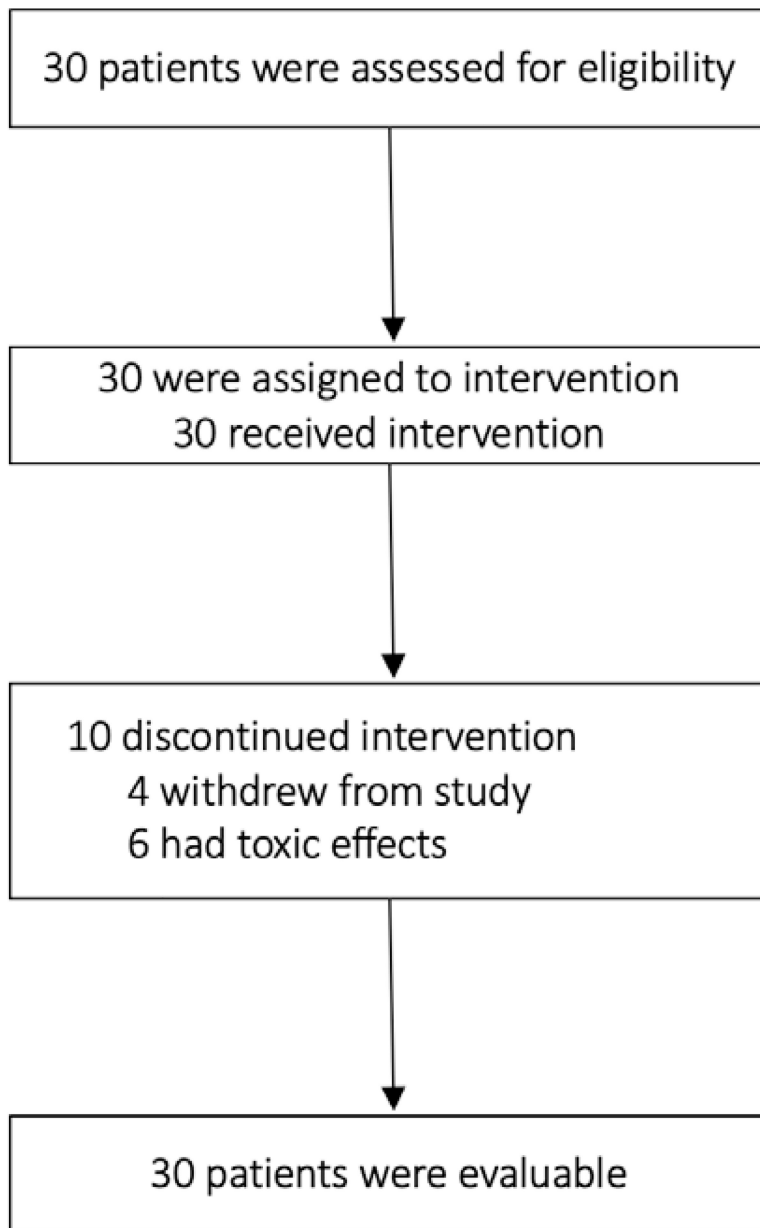 30 patients were assessed for eligibility
30 were assigned to intervention
30 received intervention
10 discontinued intervention
4 withdrew from study
6 had toxic effects
30 patients were evaluable